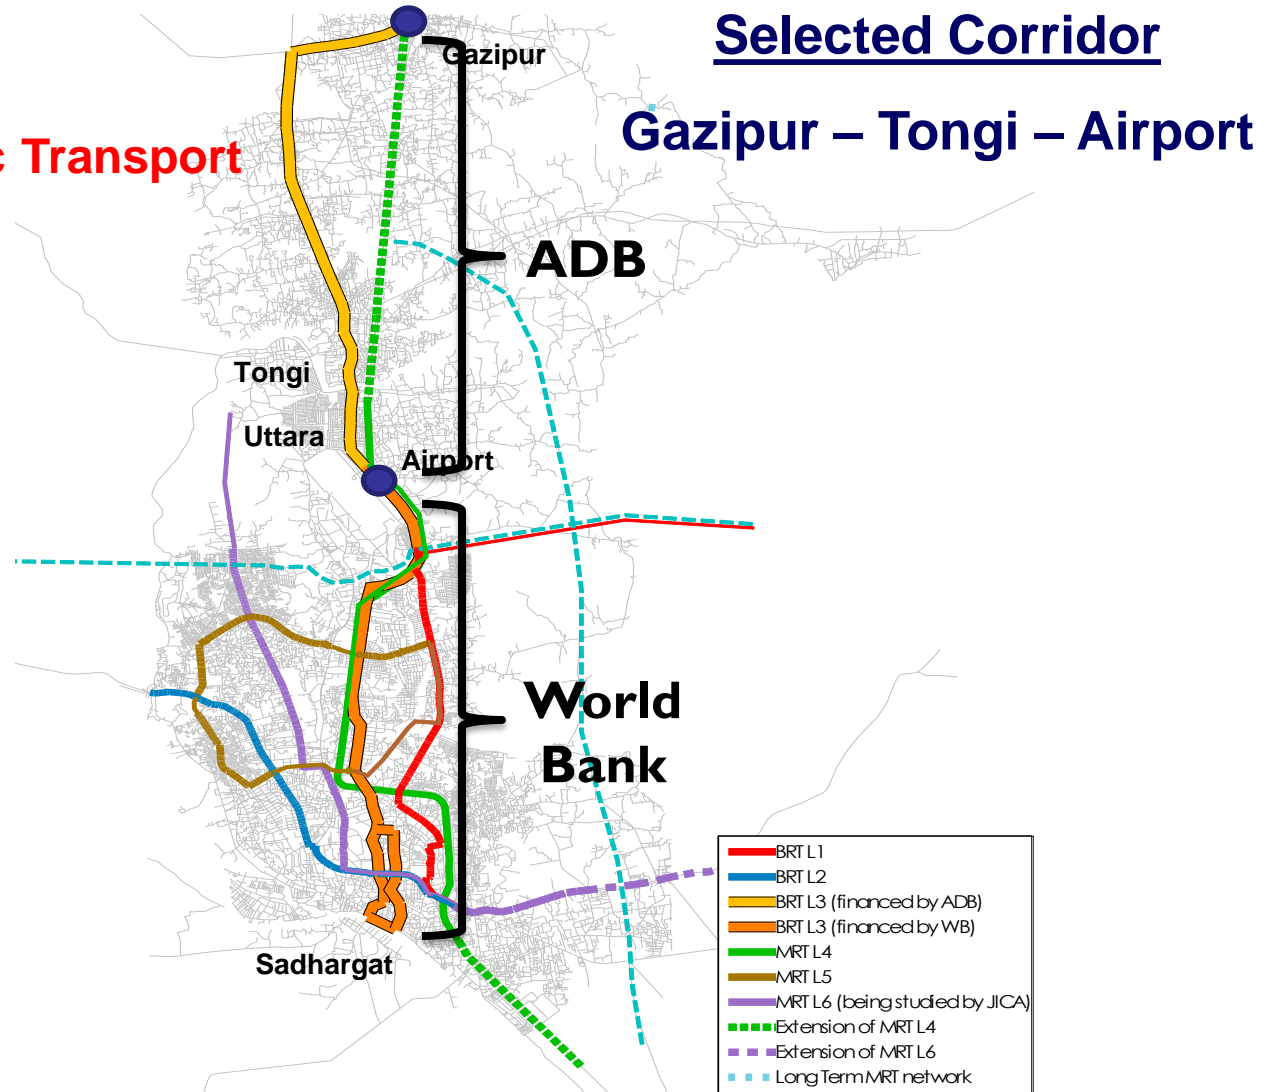 Selected Corridor
Gazipur
Gazipur – Tongi – Airport
Transport
ADB
Tongi
Uttara
Airport
World
Bank
Sadhargat
BRT L1
BRT L2
BRT L3 (financed by ADB)
BRT L3 (financed by WB)
MRT L4
MRT L5
MRT L6 (being studied by JICA)
Extension of MRT L4
Extension of MRT L6
Long Term MRT network